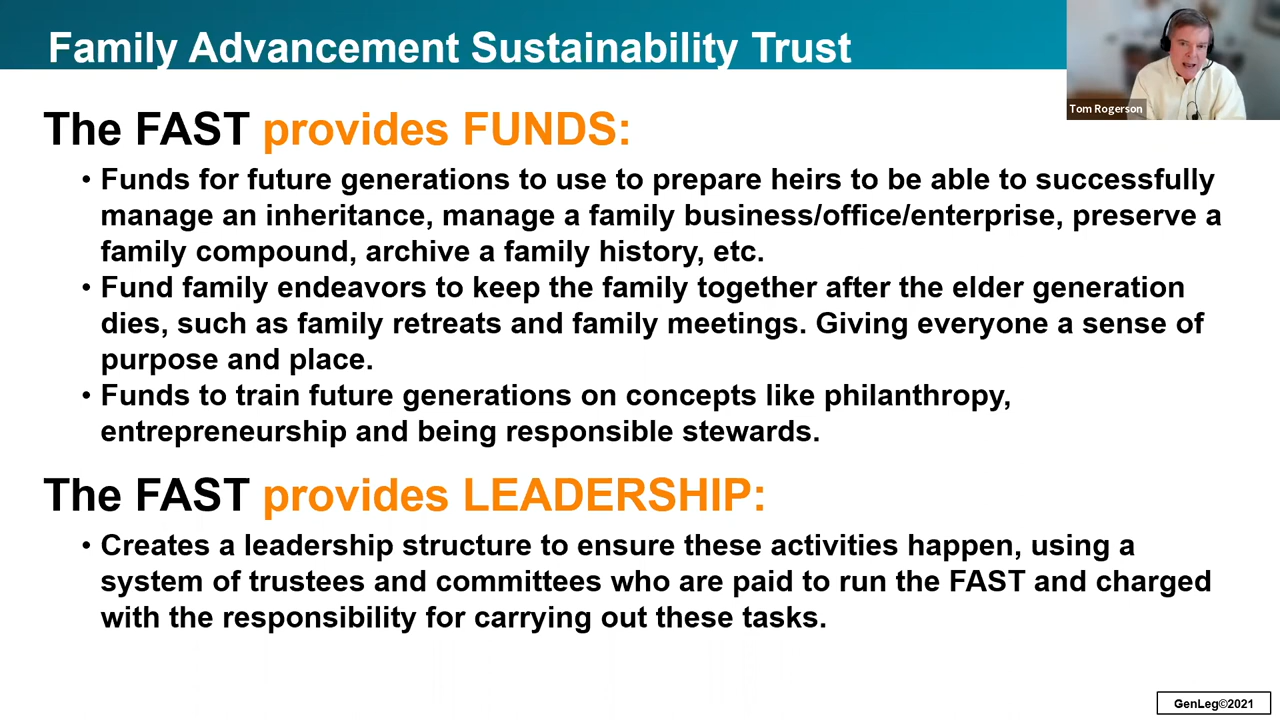 Family Advancement Sustainability Trust
Tom Rogerson
The FAST provides FUNDS:
• Funds for future generations to use to prepare heirs to be able to successfully
manage an inheritance, manage a family business/office/enterprise, preserve a
family compound, archive a family history, etc.
• Fund family endeavors to keep the family together after the elder generation
dies, such as family retreats and family meetings. Giving everyone a sense of
purpose and place.
• Funds to train future generations on concepts like philanthropy,
entrepreneurship and being responsible stewards.
The FAST provides LEADERSHIP:
• Creates a leadership structure to ensure these activities happen, using a
system of trustees and committees who are paid to run the FAST and charged
with the responsibility for carrying out these tasks.
GenLeg©2021